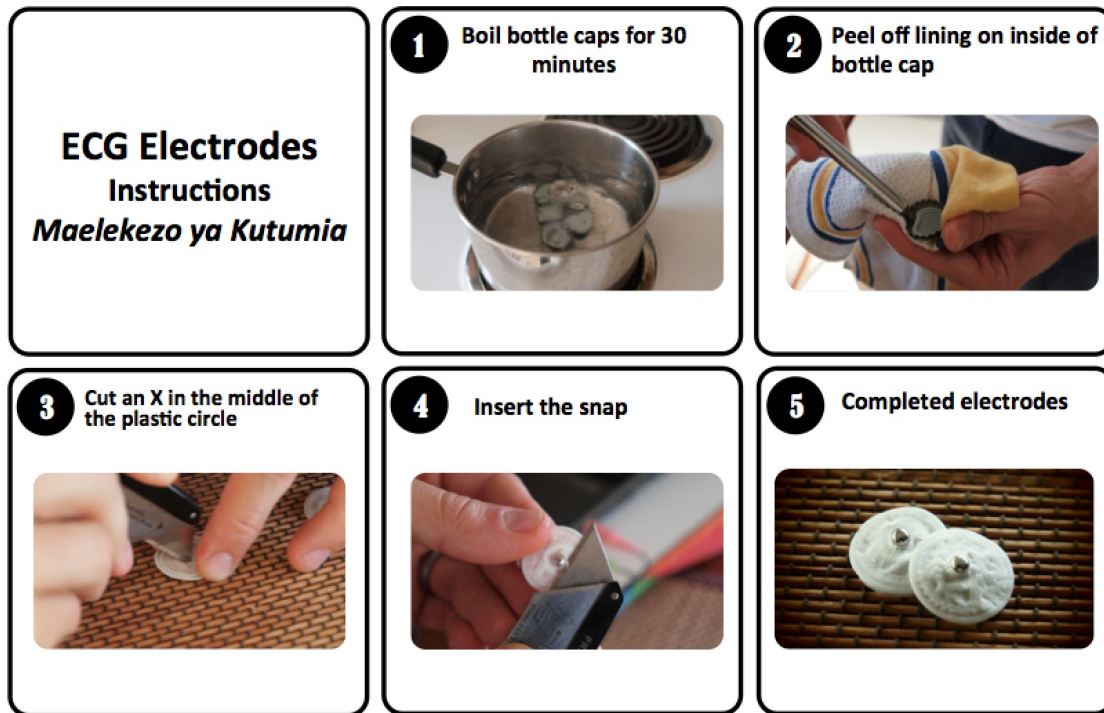 ECG Electrodes
Instructions
Maelekezo ya Kutumia
1
Boil bottle caps for 30
minutes
2
Peel off lining on inside of
bottle cap
3
Cut an X in the middle of
the plastic circle
4
Insert the snap
5
Completed electrodes